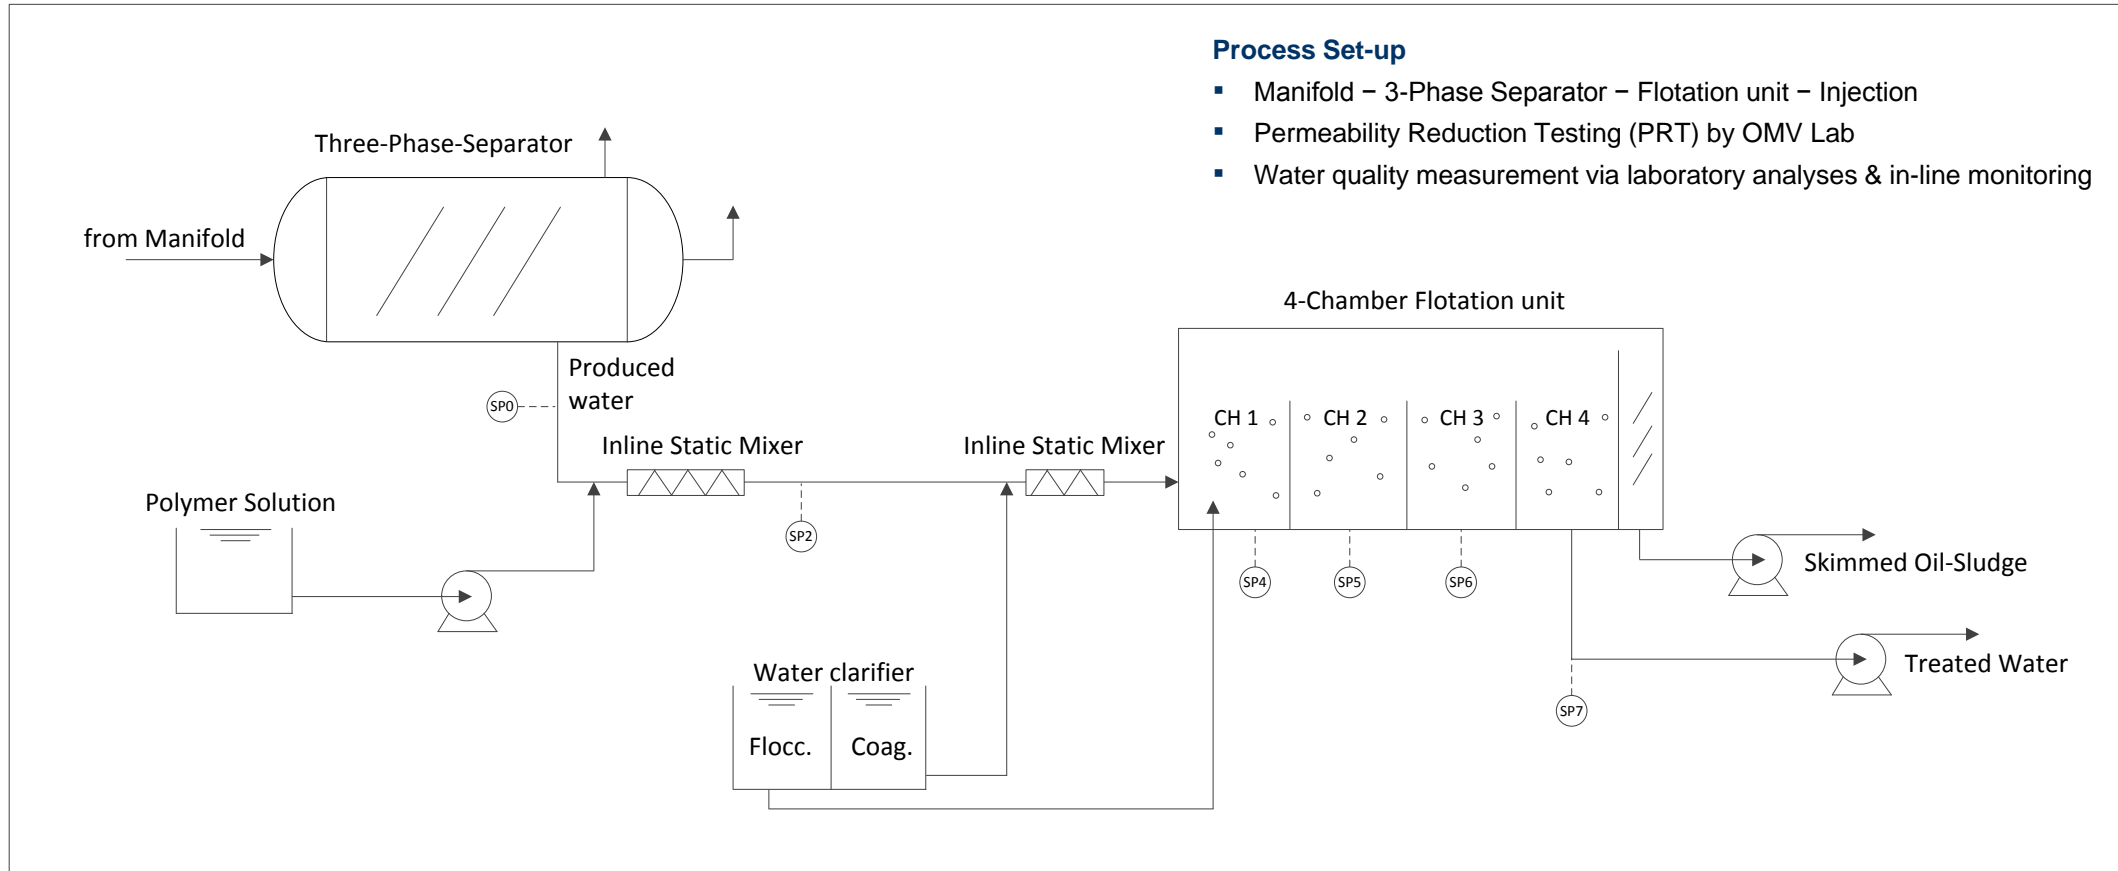 Process Set-up
▪ Manifold − 3-Phase Separator − Flotation unit − Injection
▪ Permeability Reduction Testing (PRT) by OMV Lab
▪ Water quality measurement via laboratory analyses & in-line monitoring
Three-Phase-Separator
from Manifold
4-Chamber Flotation unit
Produced
water
SP0
CH 1
CH 2
CH 3
CH 4
Inline Static Mixer
Inline Static Mixer
Polymer Solution
SP2
SP4
SP5
SP6
Skimmed Oil-Sludge
Water clarifier
Treated Water
SP7
Flocc.
Coag.